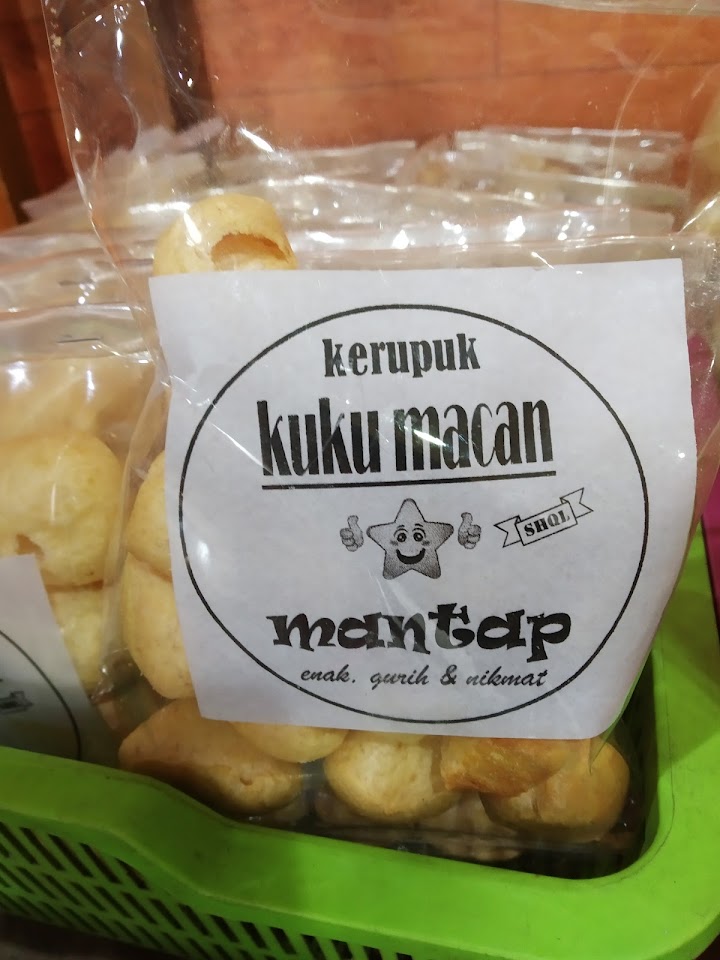 kerupuk
kuku macan
SHQL
mantap
enak. gurih & nikmat